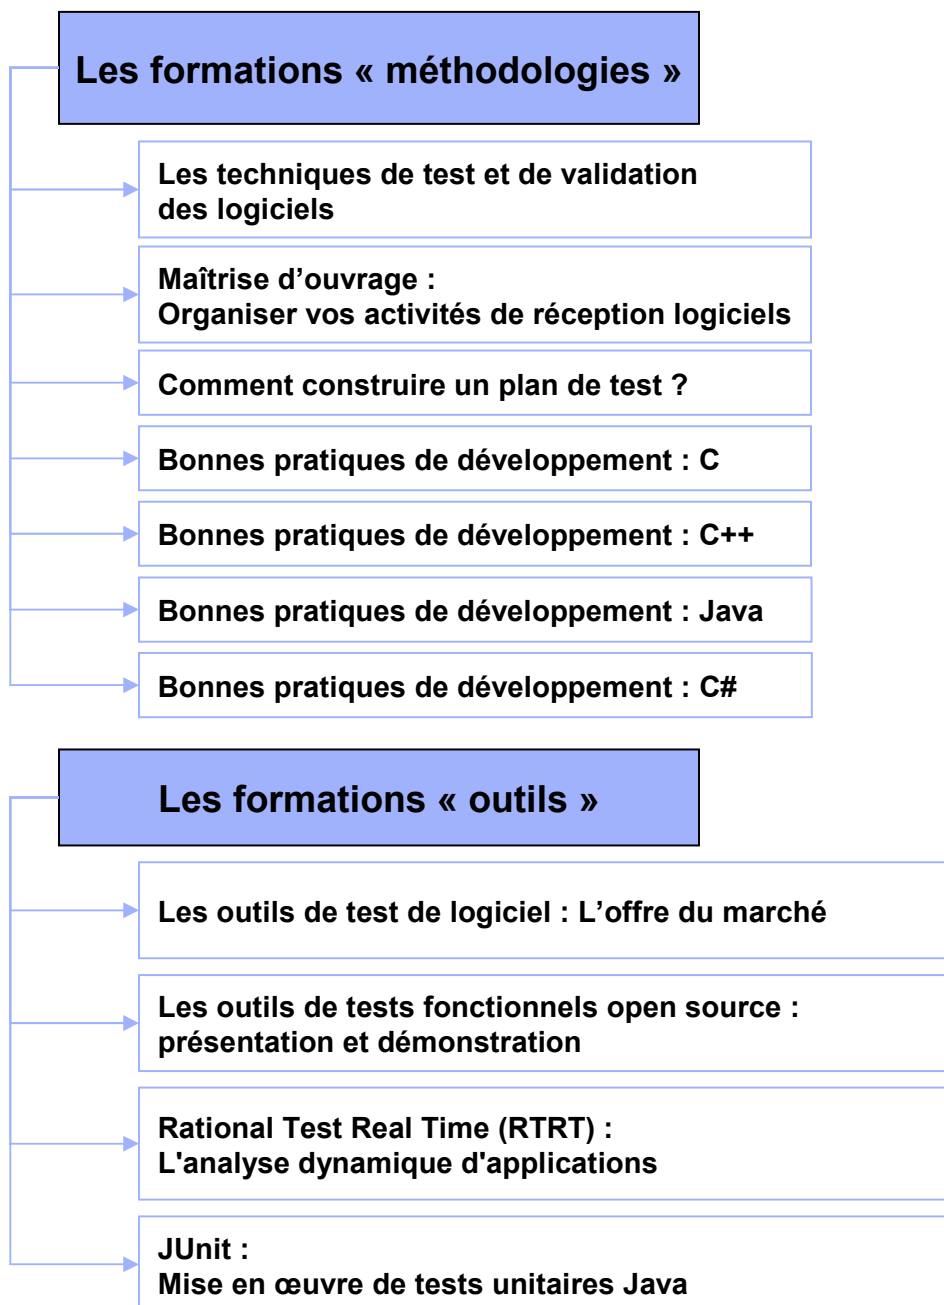 Les formations « méthodologies »
Les techniques de test et de validation
des logiciels
Maîtrise d’ouvrage :
Organiser vos activités de réception logiciels
Comment construire un plan de test ?
Bonnes pratiques de développement : C
Bonnes pratiques de développement : C++
Bonnes pratiques de développement : Java
Bonnes pratiques de développement : C#
Les formations « outils »
Les outils de test de logiciel : L’offre du marché
Les outils de tests fonctionnels open source :
présentation et démonstration
Rational Test Real Time (RTRT) :
L'analyse dynamique d'applications
JUnit :
Mise en œuvre de tests unitaires Java